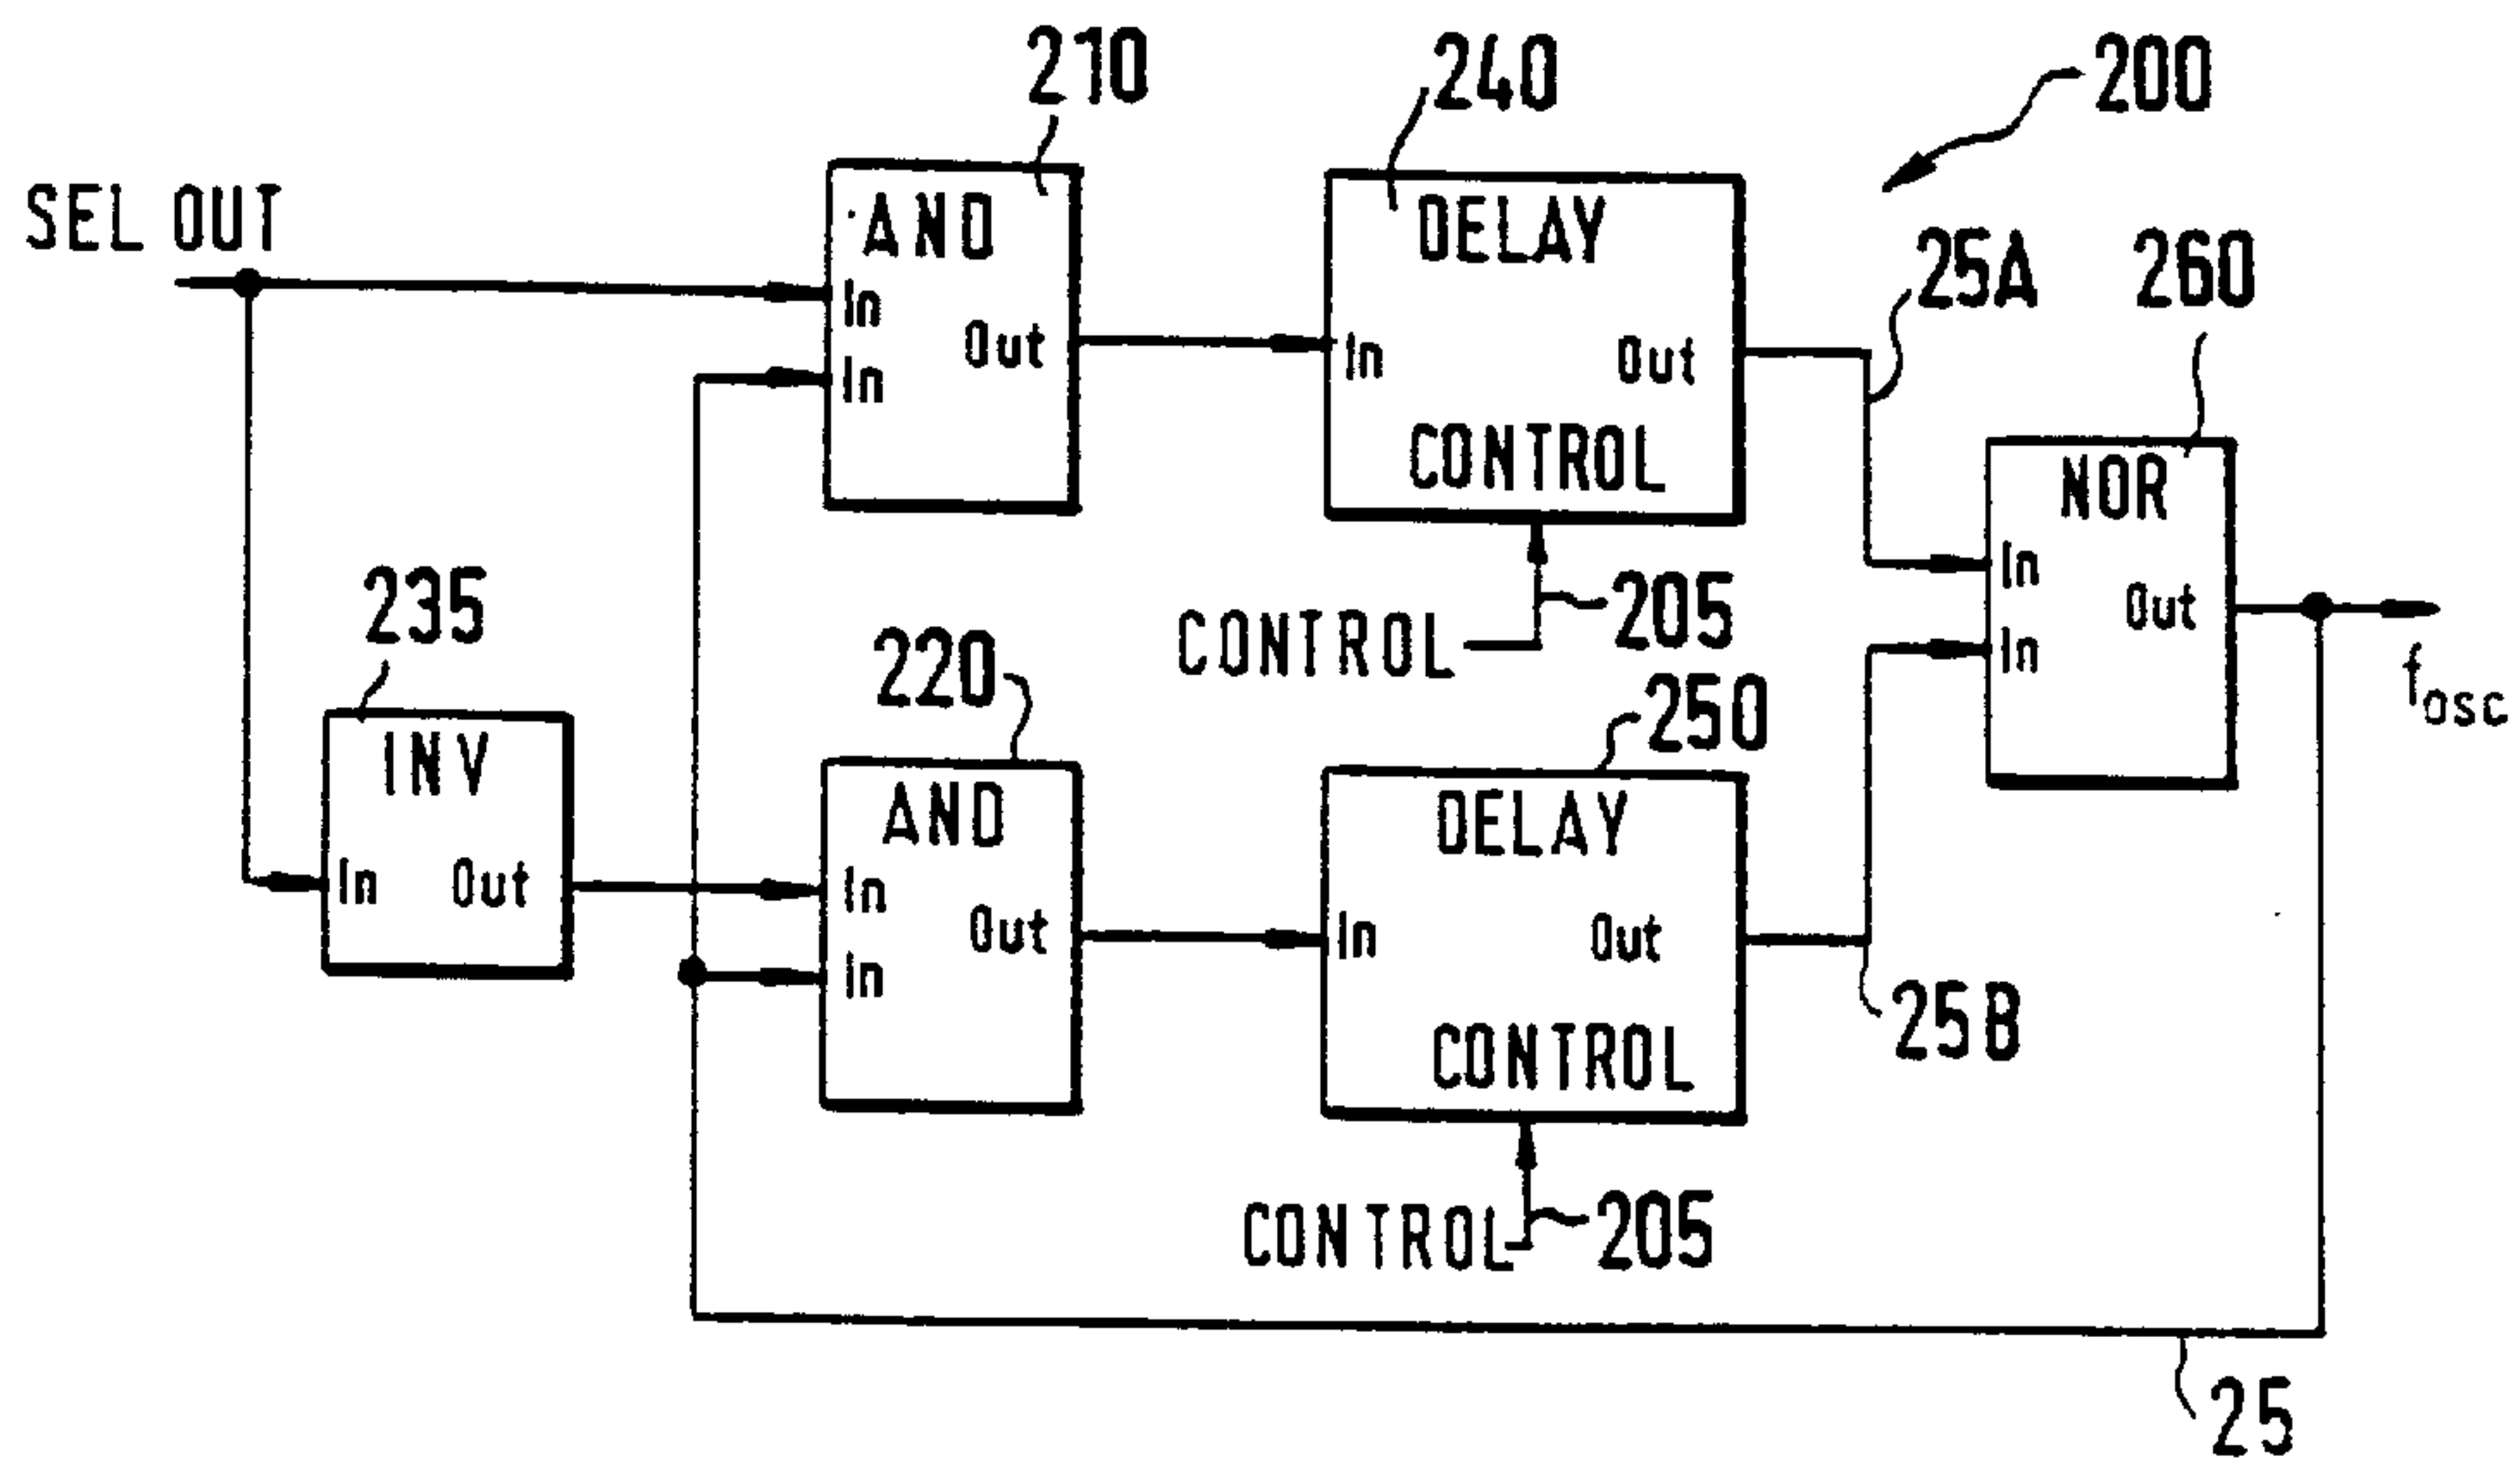 210
240
200
SEL OUT
AND
DELAY
25A
260
In
Out
In
In
Out
CONTROL
NOR
In
Out
In
235
CONTROL
205
fosc
220
250
INV
AND
DELAY
In
Out
In
Out
In
In
Out
CONTROL
25B
CONTROL
205
25